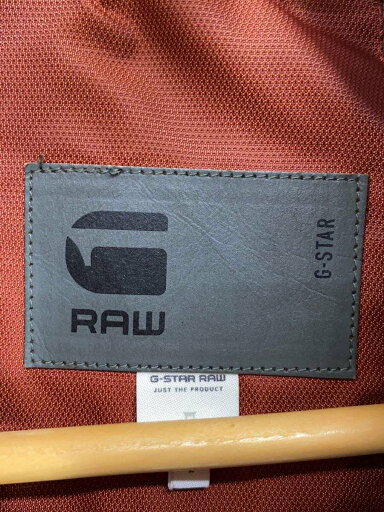 G
RAW
G-STAR
G-STAR RAW
JUST THE PRODUCT